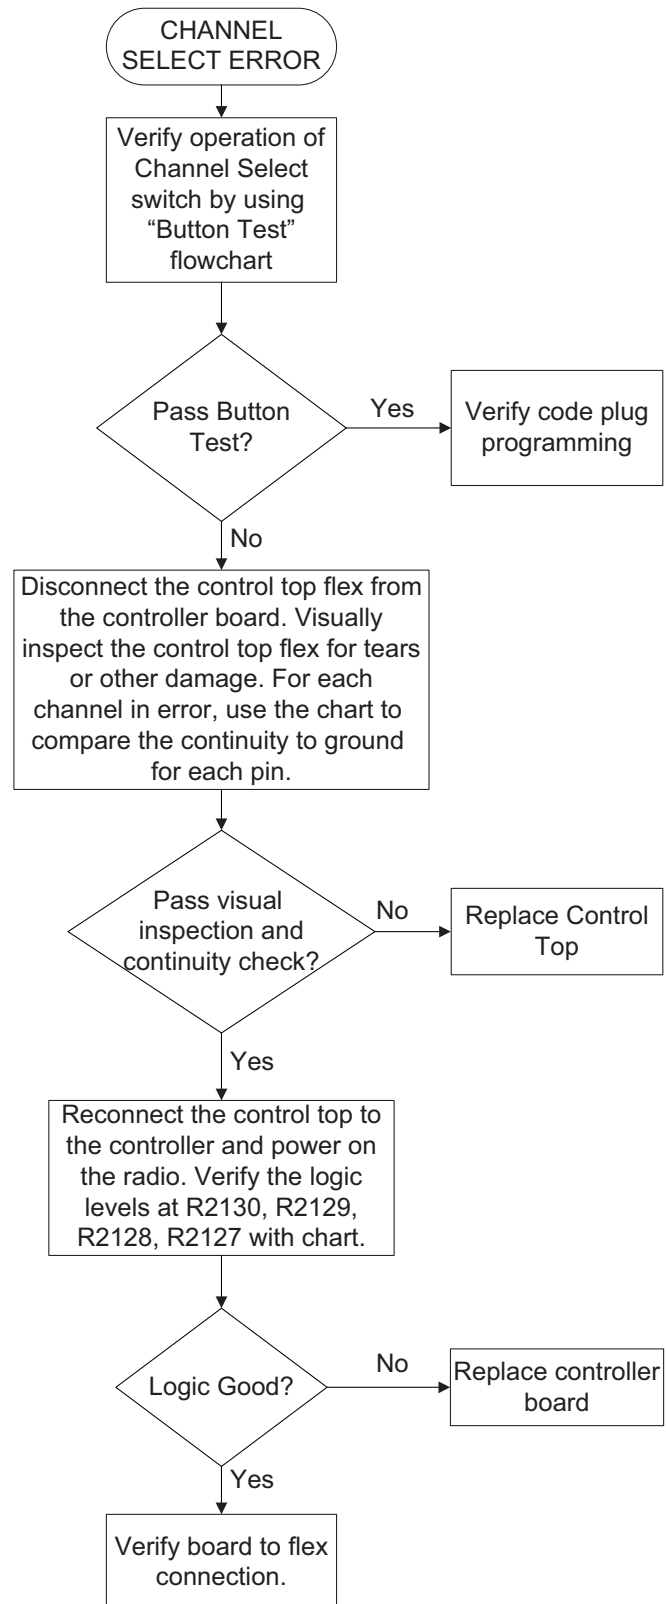 CHANNEL
SELECT ERROR
Verify operation of
Channel Select
switch by using
“Button Test”
flowchart
Pass Button
Test?
Yes
Verify code plug
programming
No
Disconnect the control top flex from
the controller board. Visually
inspect the control top flex for tears
or other damage. For each
channel in error, use the chart to
compare the continuity to ground
for each pin.
Pass visual
inspection and
continuity check?
No
Replace Control
Top
Yes
Reconnect the control top to
the controller and power on
the radio. Verify the logic
levels at R2130, R2129,
R2128, R2127 with chart.
Logic Good?
No
Replace controller
board
Yes
Verify board to flex
connection.